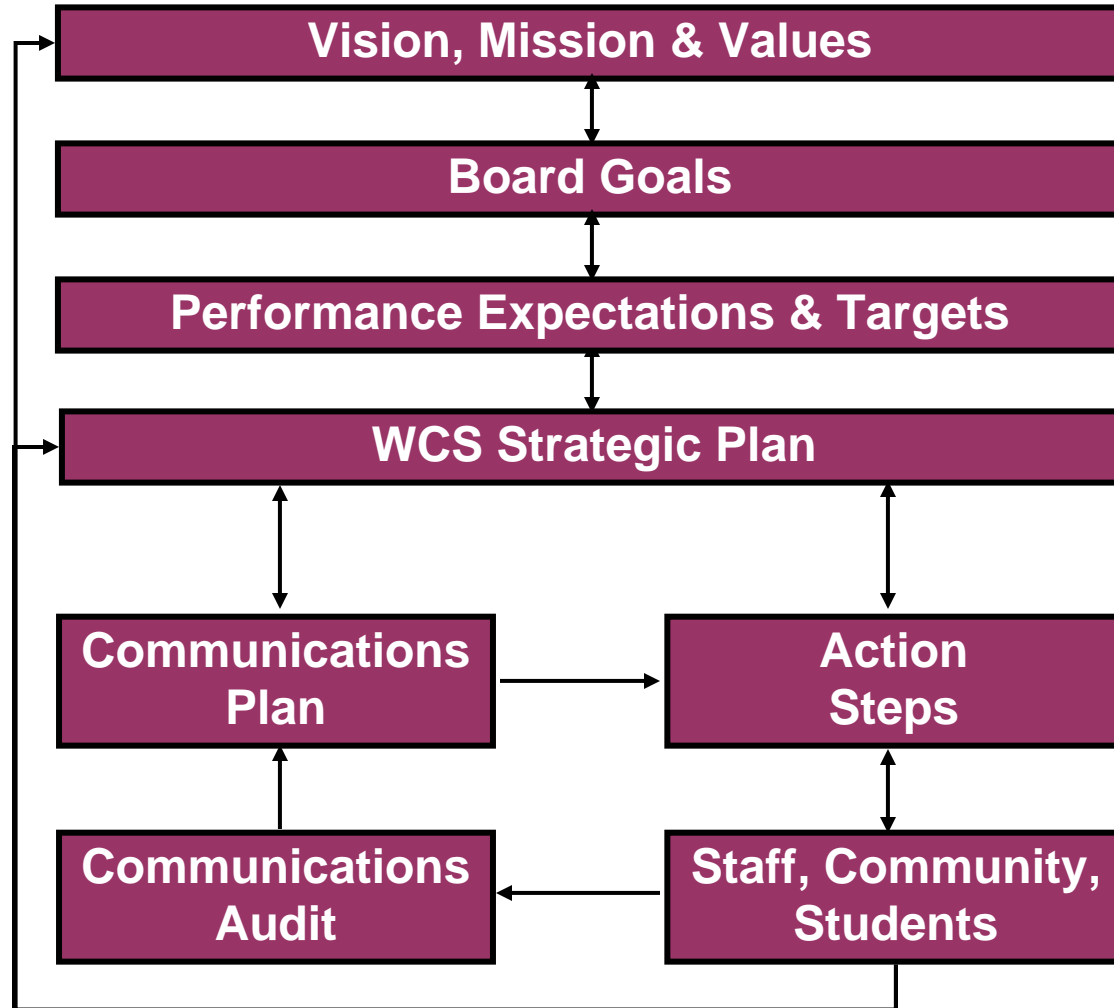 Vision, Mission & Values
Board Goals
Performance Expectations & Targets
WCS Strategic Plan
Communications
Plan
Action
Steps
Communications
Audit
Staff, Community,
Students